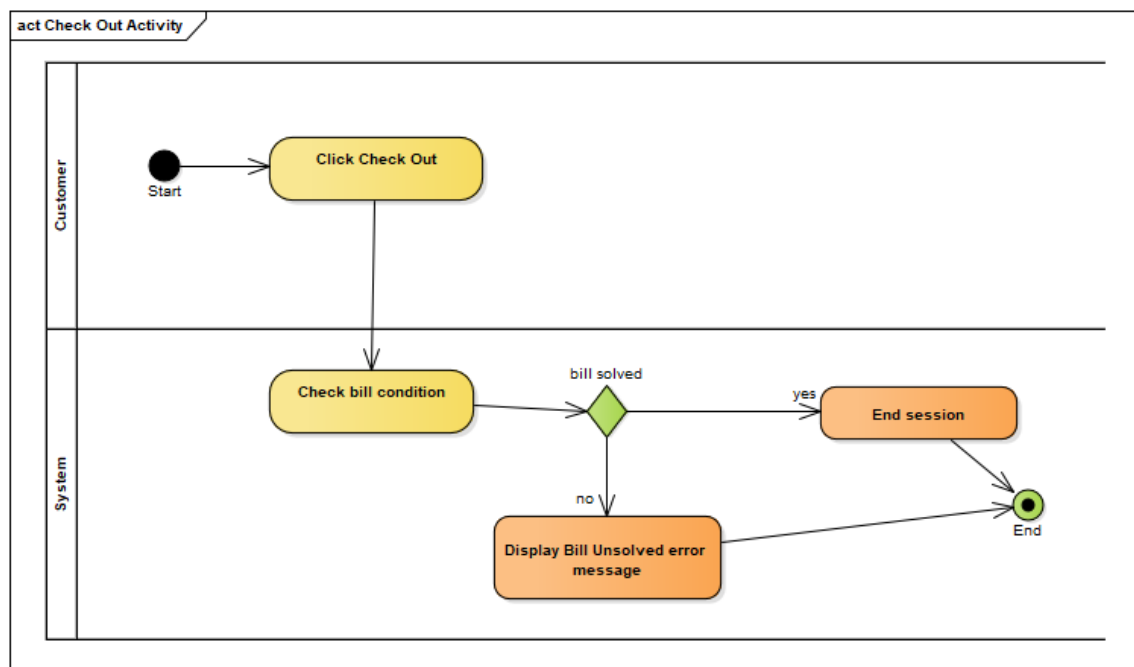 act Check Out Activity
Customer
Click Check Out
Start
System
Check bill condition
bill solved
yes
End session
no
Display Bill Unsolved error
message
End